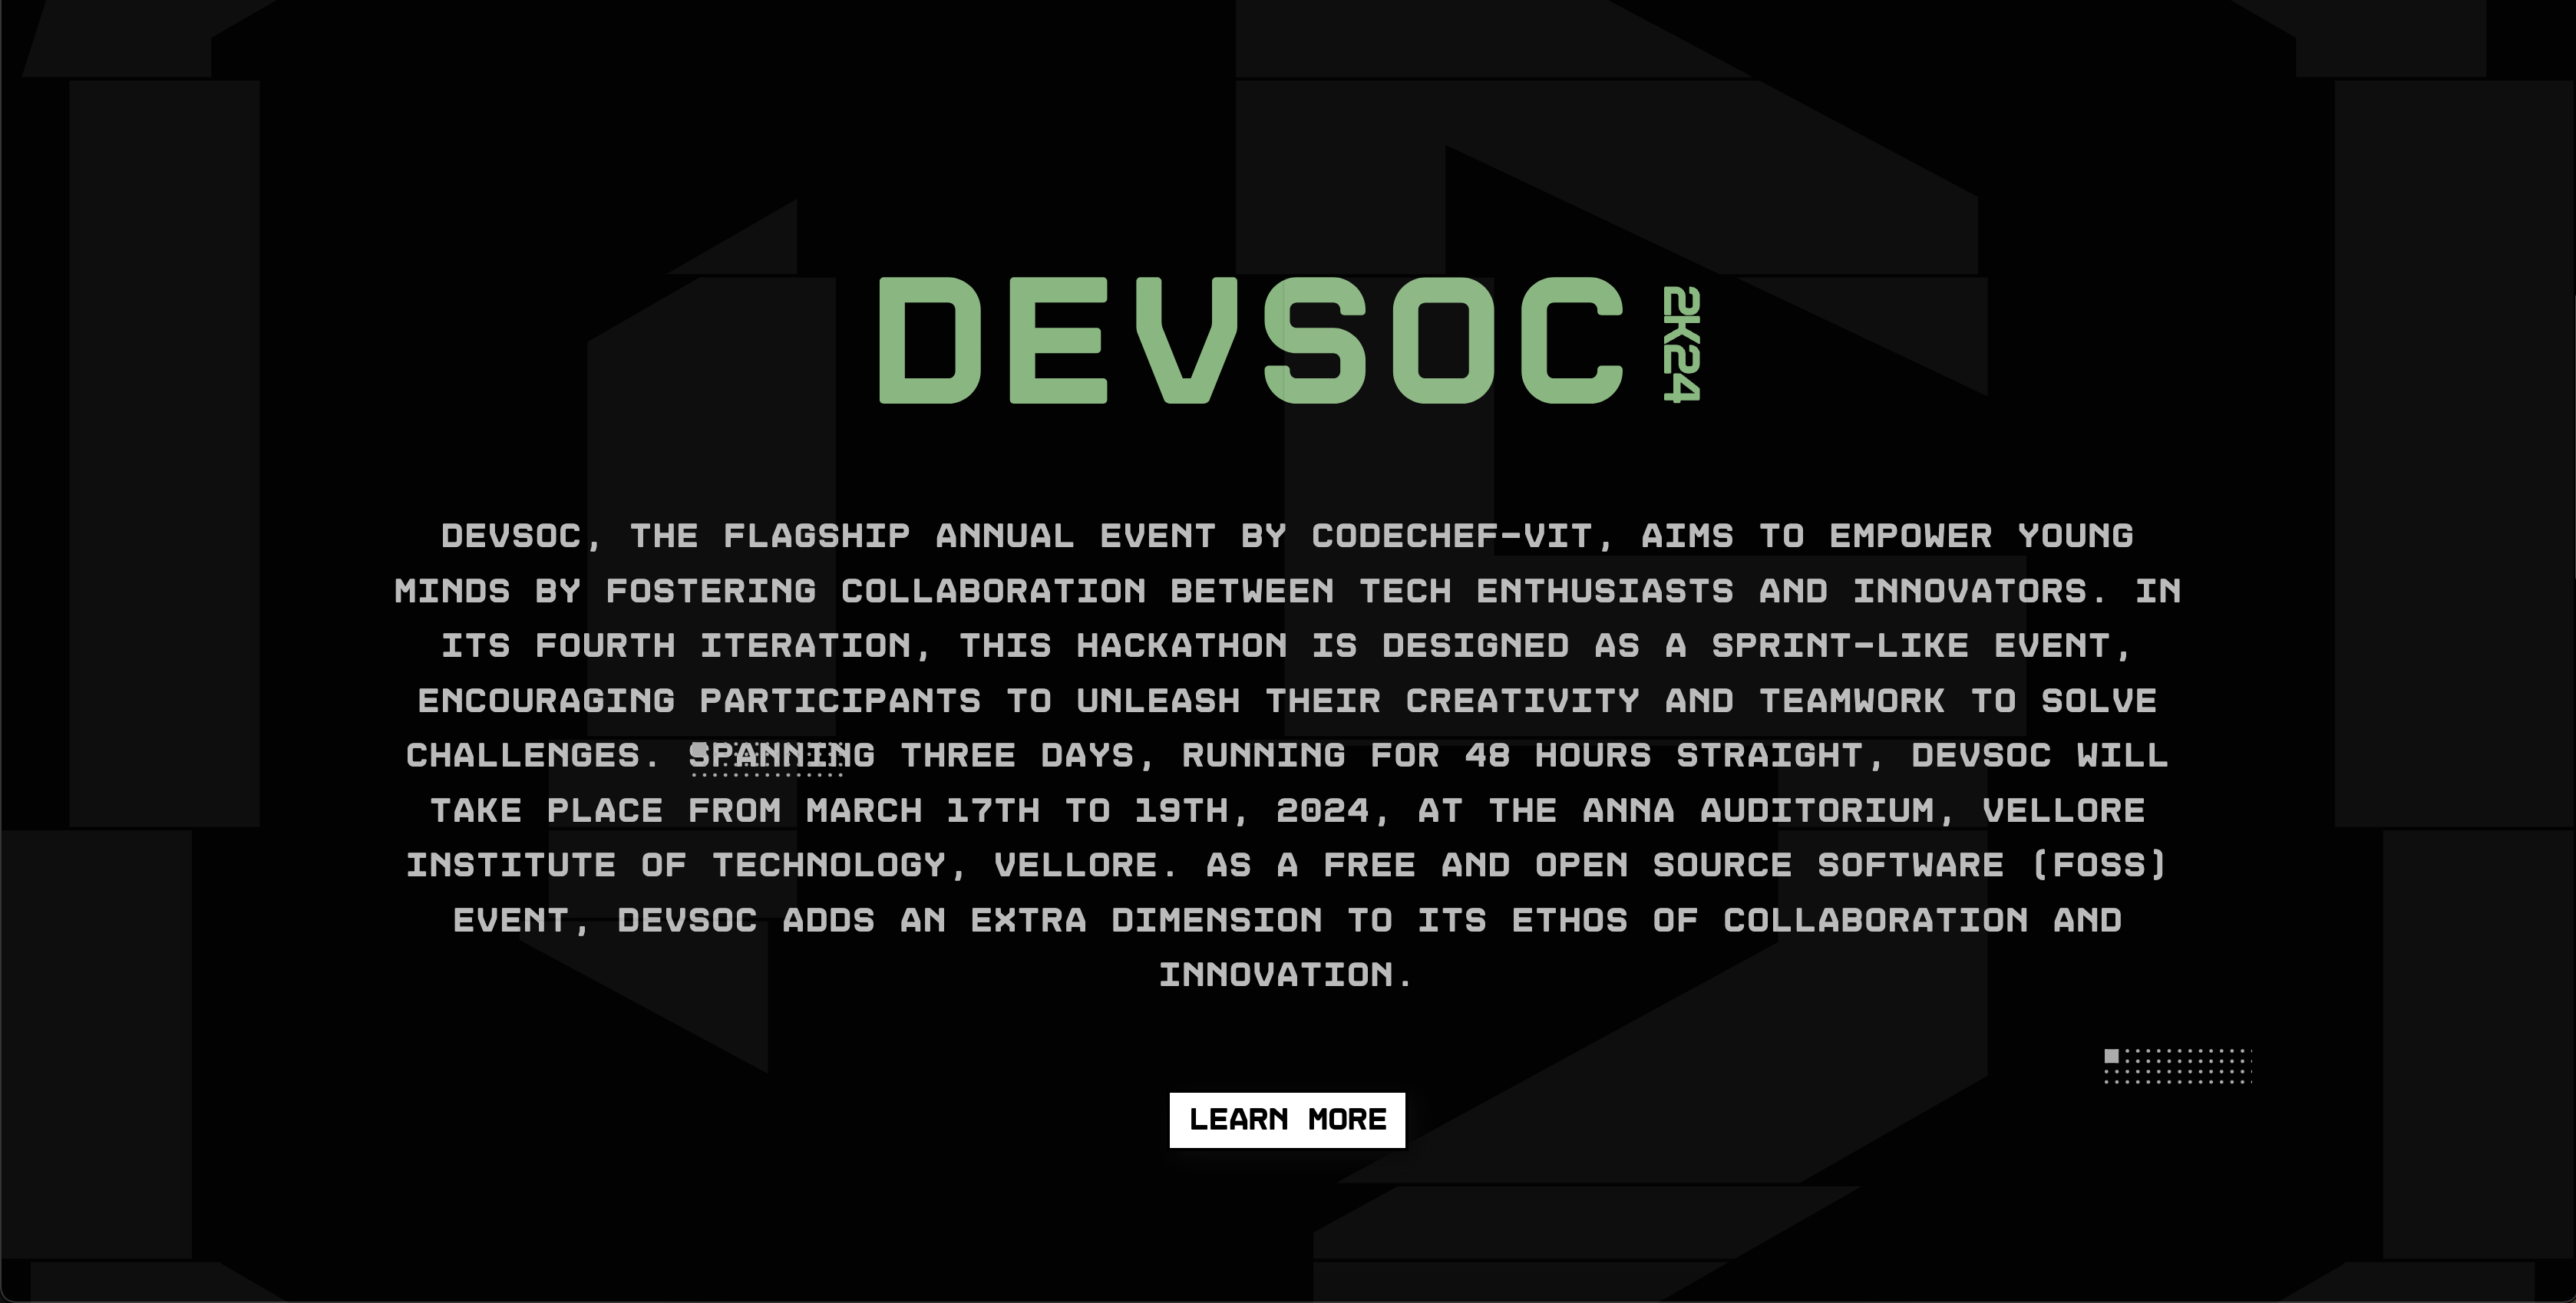 DEVSOC 2K24
DEVSOC, THE FLAGSHIP ANNUAL EVENT BY CODECHEF-VIT, AIMS TO EMPOWER YOUNG
MINDS BY FOSTERING COLLABORATION BETWEEN TECH ENTHUSIASTS AND INNOVATORS. IN
ITS FOURTH ITERATION, THIS HACKATHON IS DESIGNED AS A SPRINT-LIKE EVENT,
ENCOURAGING PARTICIPANTS TO UNLEASH THEIR CREATIVITY AND TEAMWORK TO SOLVE
CHALLENGES. SPANNING THREE DAYS, RUNNING FOR 48 HOURS STRAIGHT, DEVSOC WILL
TAKE PLACE FROM MARCH 17TH TO 19TH, 2024, AT THE ANNA AUDITORIUM, VELLORE
INSTITUTE OF TECHNOLOGY, VELLORE. AS A FREE AND OPEN SOURCE SOFTWARE (FOSS)
EVENT, DEVSOC ADDS AN EXTRA DIMENSION TO ITS ETHOS OF COLLABORATION AND
INNOVATION.
LEARN MORE